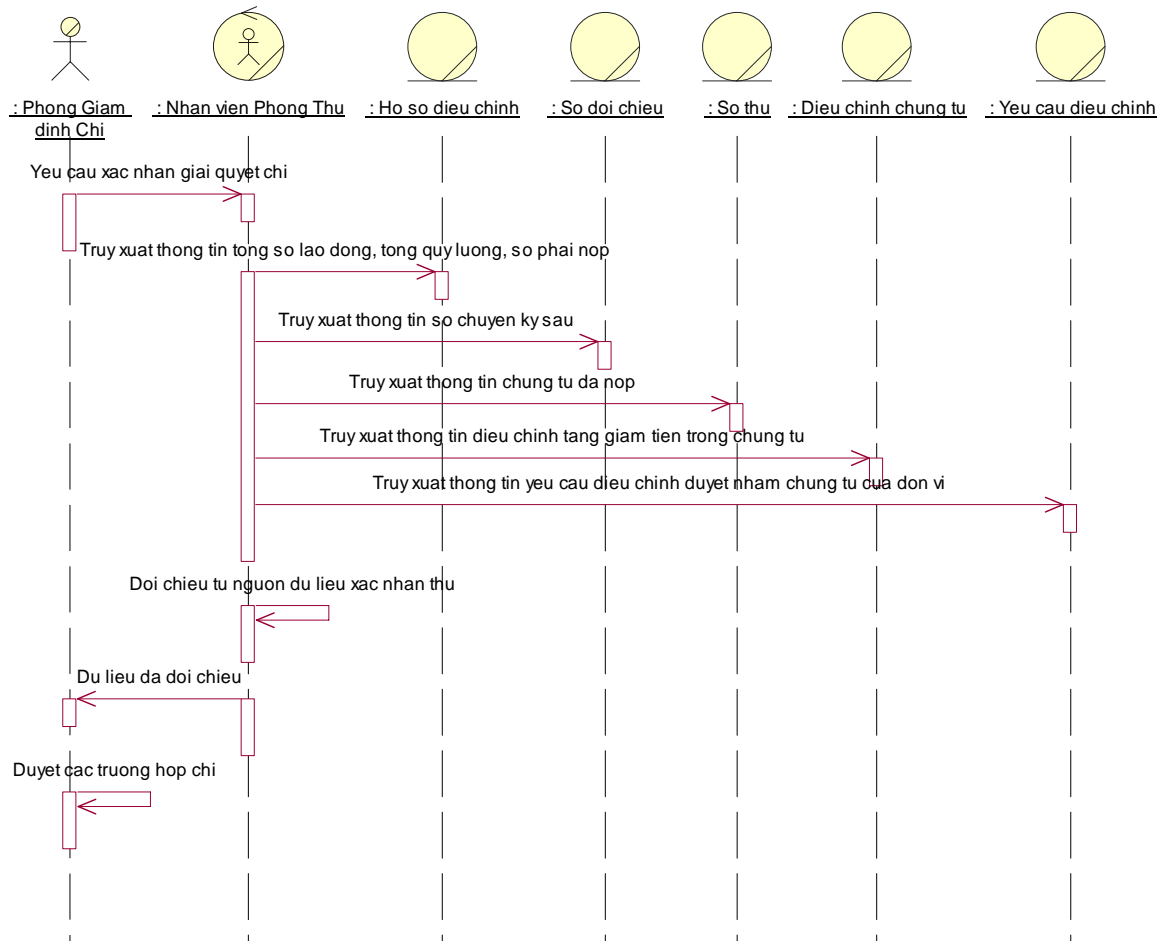 : Phong Giam
dinh Chi
: Nhan vien Phong Thu
: Ho so dieu chinh
: So doi chieu
: So thu
: Dieu chinh chung tu
: Yeu cau dieu chinh
Yeu cau xac nhan giai quyet chi
Truy xuat thong tin tong so lao dong, tong quy luong, so phai nop
Truy xuat thong tin so chuyen ky sau
Truy xuat thong tin chung tu da nop
Truy xuat thong tin dieu chinh tang giam tien trong chung tu
Truy xuat thong tin yeu cau dieu chinh duyet nham chung tu cua don vi
Doi chieu tu nguon du lieu xac nhan thu
Du lieu da doi chieu
Duyet cac truong hop chi